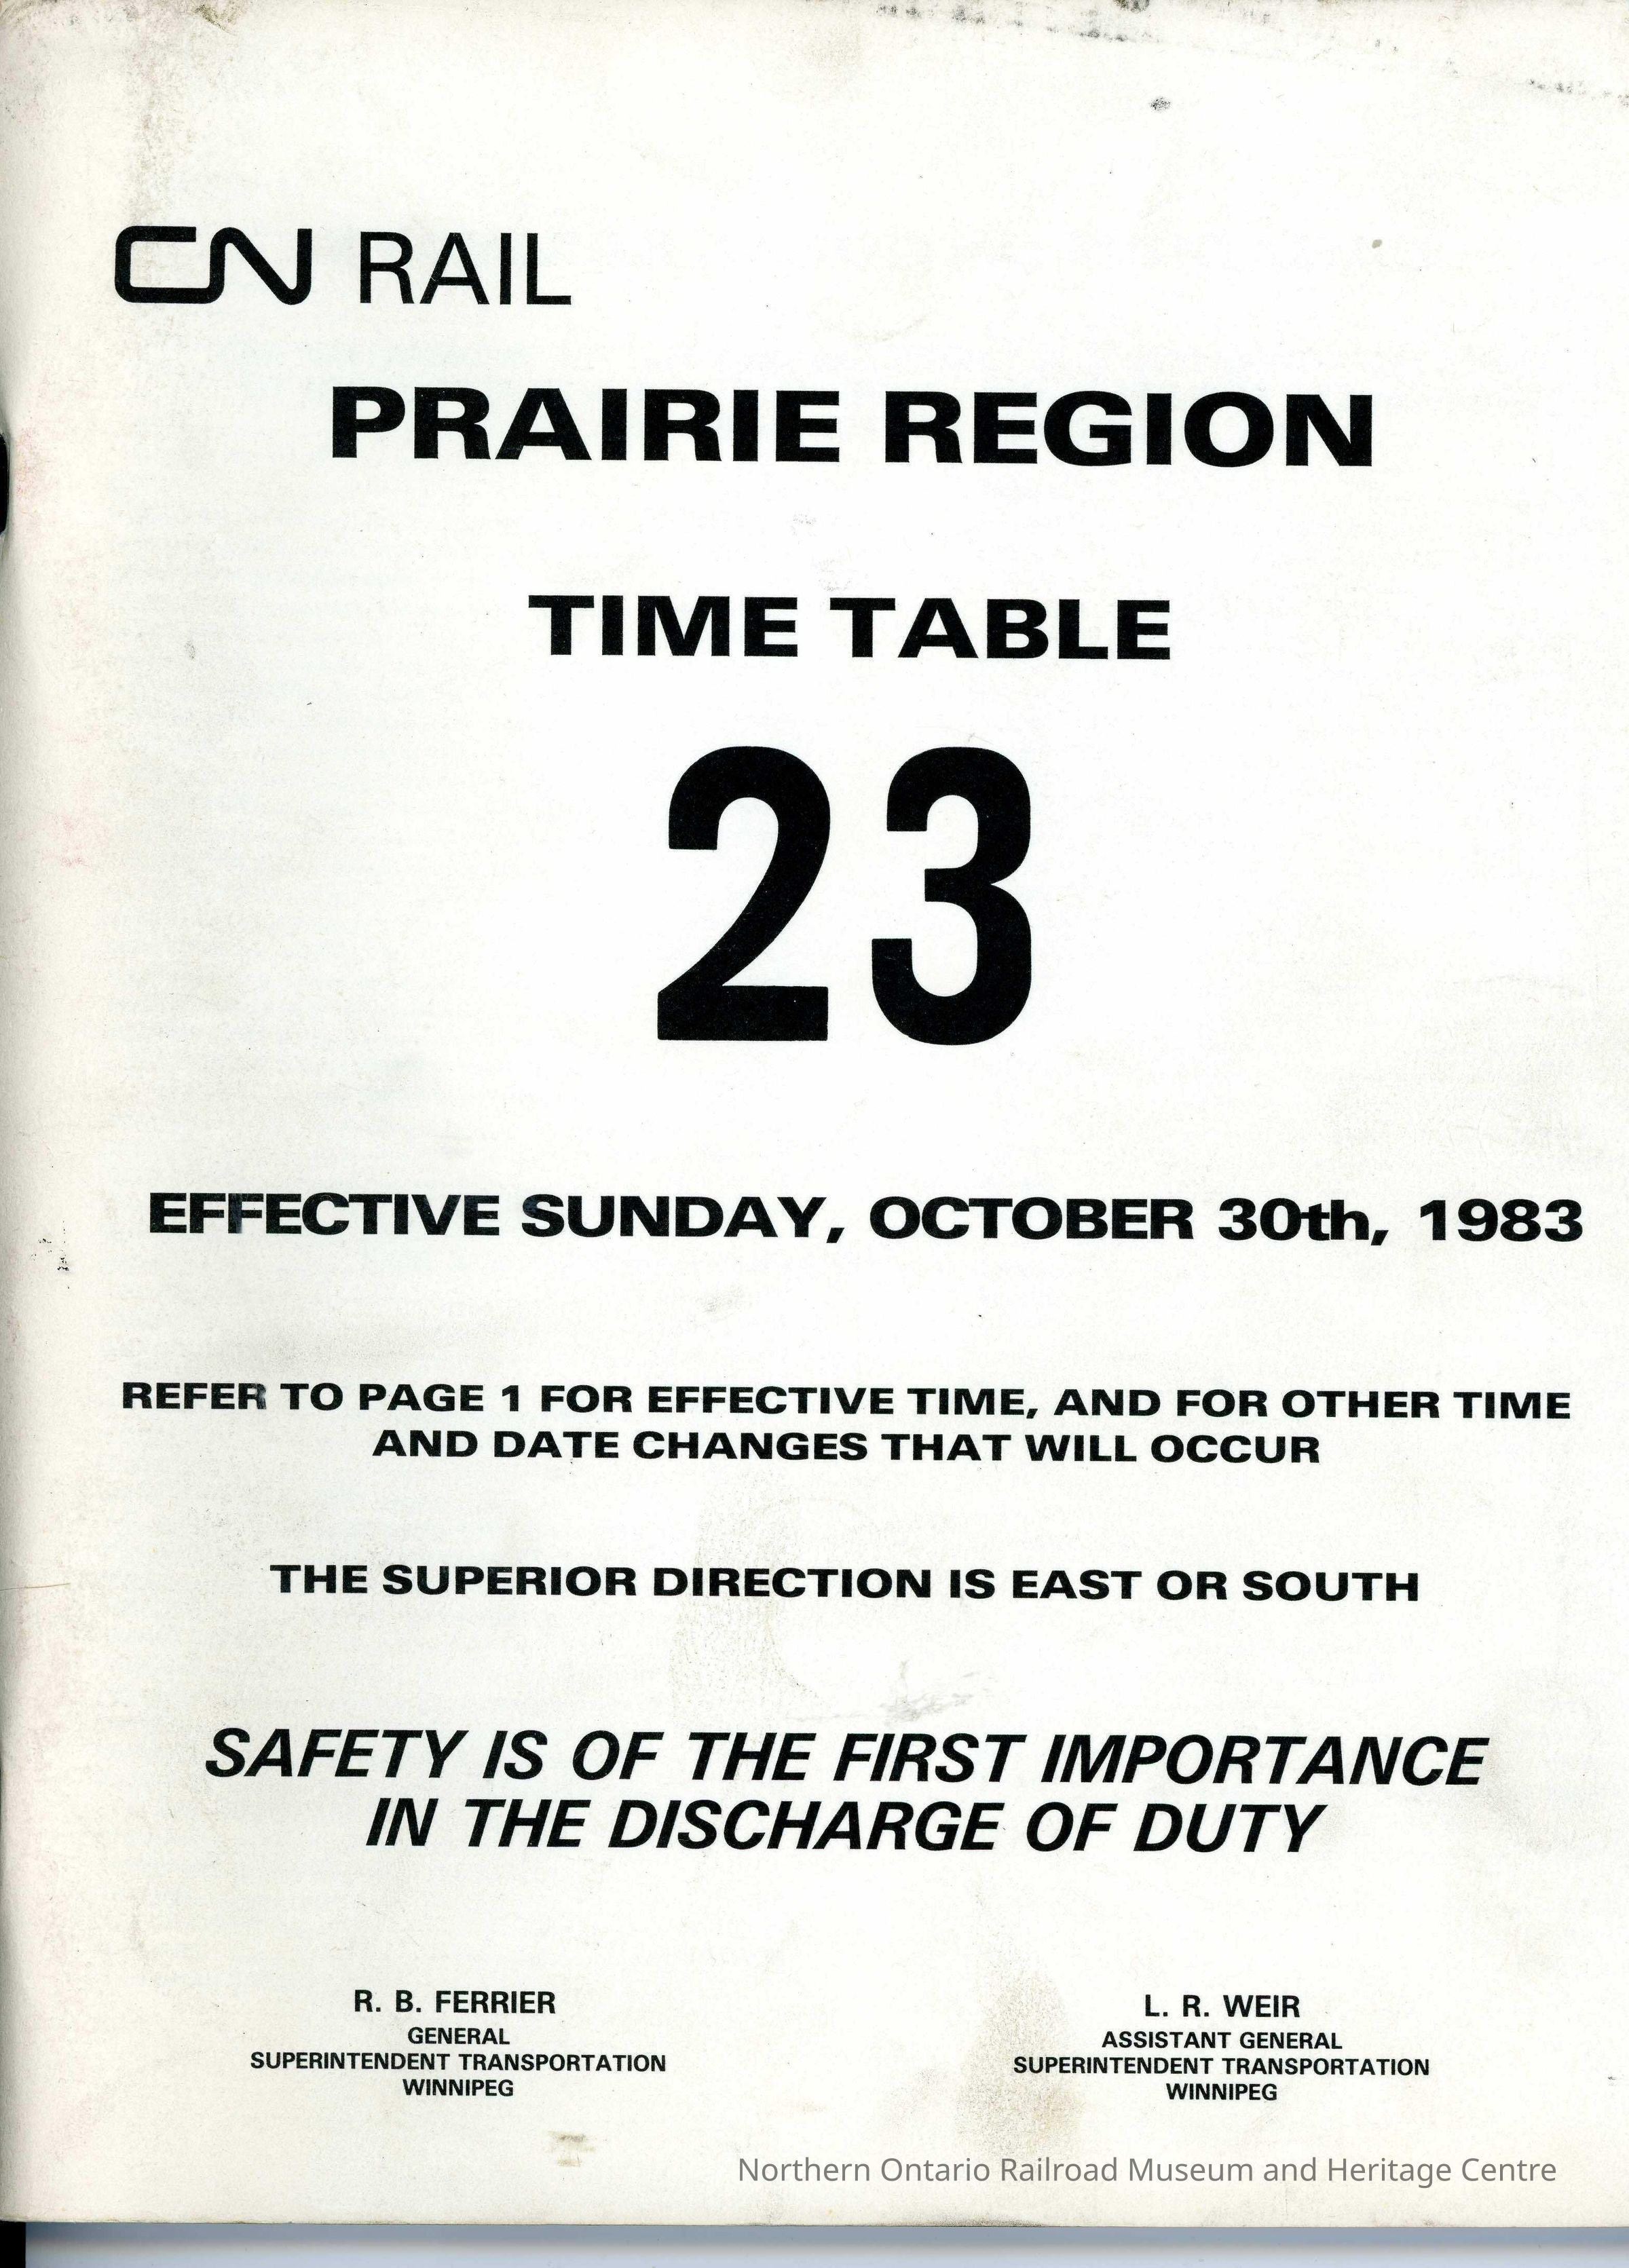 CN RAIL
PRAIRIE REGION
TIME TABLE
23
EFFECTIVE SUNDAY, OCTOBER 30th, 1983
REFER TO PAGE 1 FOR EFFECTIVE TIME, AND FOR OTHER TIME
AND DATE CHANGES THAT WILL OCCUR
THE SUPERIOR DIRECTION IS EAST OR SOUTH
SAFETY IS OF THE FIRST IMPORTANCE
IN THE DISCHARGE OF DUTY
R. B. FERRIER
GENERAL
SUPERINTENDENT TRANSPORTATION
WINNIPEG
L. R. WEIR
ASSISTANT GENERAL
SUPERINTENDENT TRANSPORTATION
WINNIPEG
Northern Ontario Railroad Museum and Heritage Centre